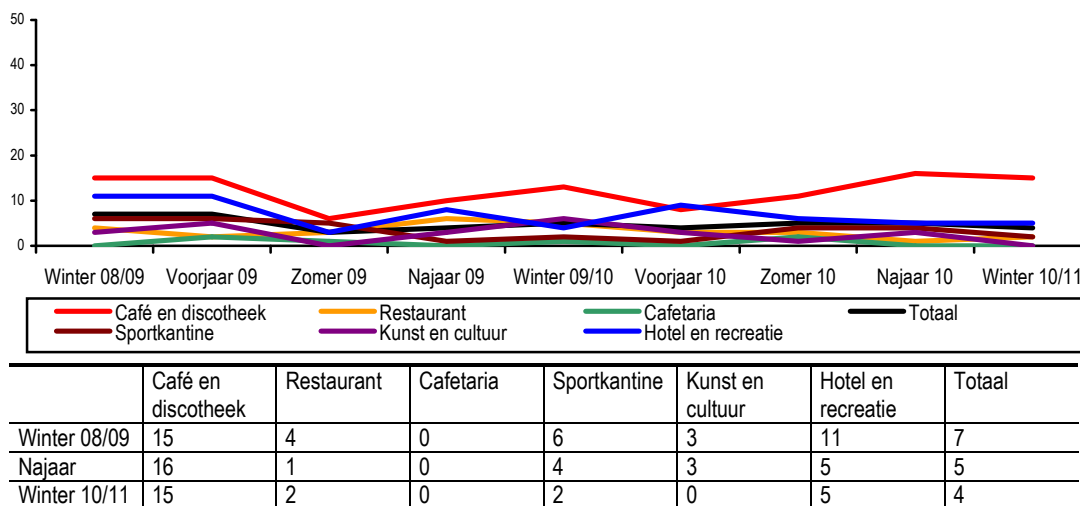 50
40
30
20
10
0
Winter 08/09 Voorjaar 09 Zomer 09 Najaar 09 Winter 09/10 Voorjaar 10 Zomer 10 Najaar 10 Winter 10/11
Café en discotheek Restaurant Cafetaria Totaal
Sportkantine Kunst en cultuur Hotel en recreatie
Café en discotheek Restaurant Cafetaria Sportkantine Kunst en cultuur Hotel en recreatie Totaal
Winter 08/09 15 4 0 6 3 11 7
Najaar 16 1 0 4 3 5 5
Winter 10/11 15 2 0 2 0 5 4